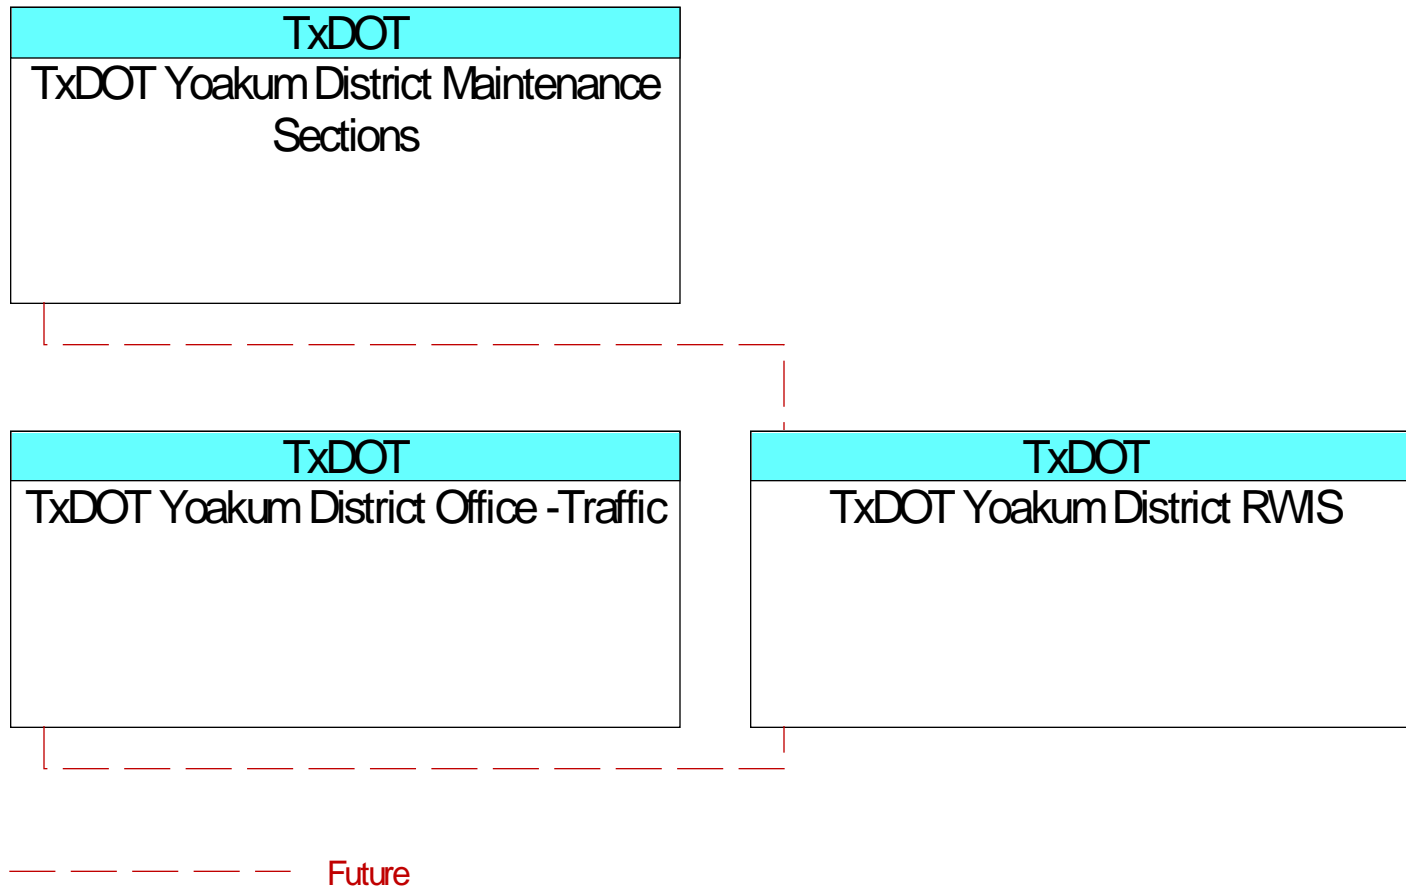 TxDOT
TxDOT Yoakum District Maintenance
Sections
TxDOT
TxDOT Yoakum District Office - Traffic
TxDOT
TxDOT Yoakum District RWIS
Future